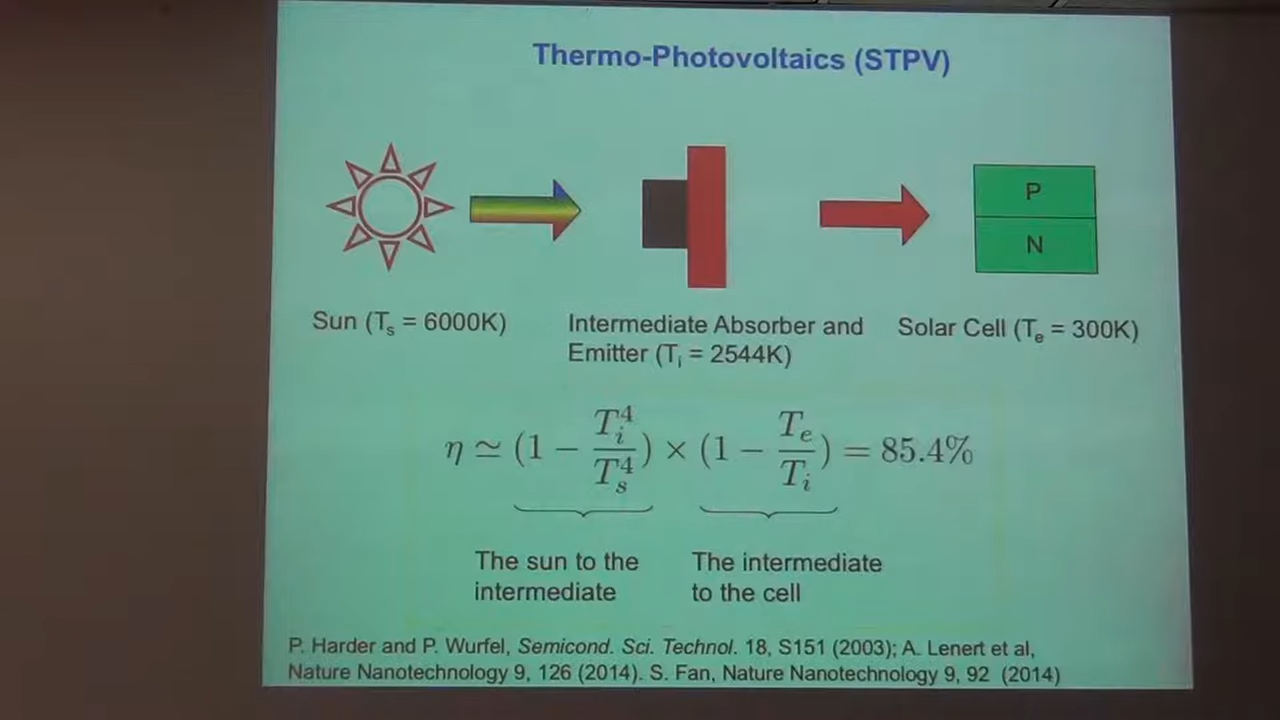 Thermo-Photovoltaics (STPV)
P
N
Sun (Tₛ = 6000K)
Intermediate Absorber and
Emitter (Tᵢ = 2544K)
Solar Cell (Tₑ = 300K)
η ≃ (1 − Tᵢ⁴/Tₛ⁴) × (1 − Tₑ/Tᵢ) = 85.4%
The sun to the
intermediate
The intermediate
to the cell
P. Harder and P. Wurfel, Semicond. Sci. Technol. 18, S151 (2003); A. Lenert et al,
Nature Nanotechnology 9, 126 (2014). S. Fan, Nature Nanotechnology 9, 92 (2014)